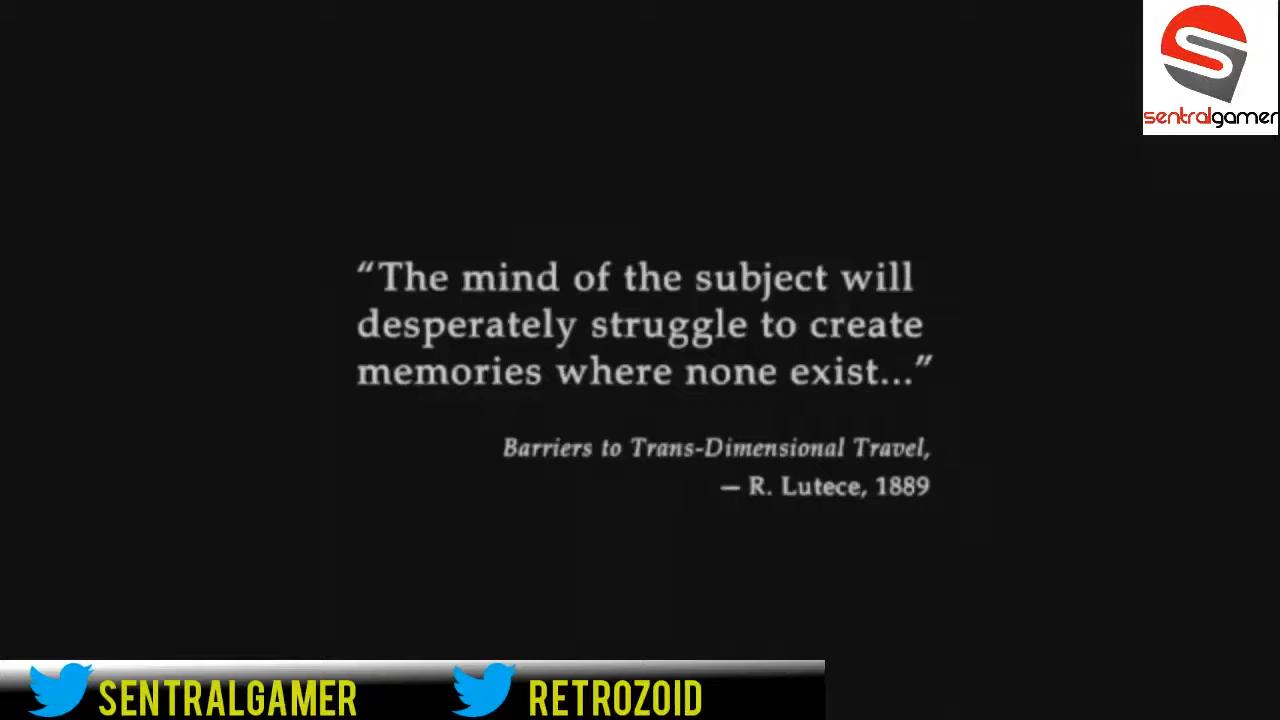 sentralgamer
“The mind of the subject will
desperately struggle to create
memories where none exist...”
Barriers to Trans-Dimensional Travel,
— R. Lutece, 1889
SENTRALGAMER
RETROZOID